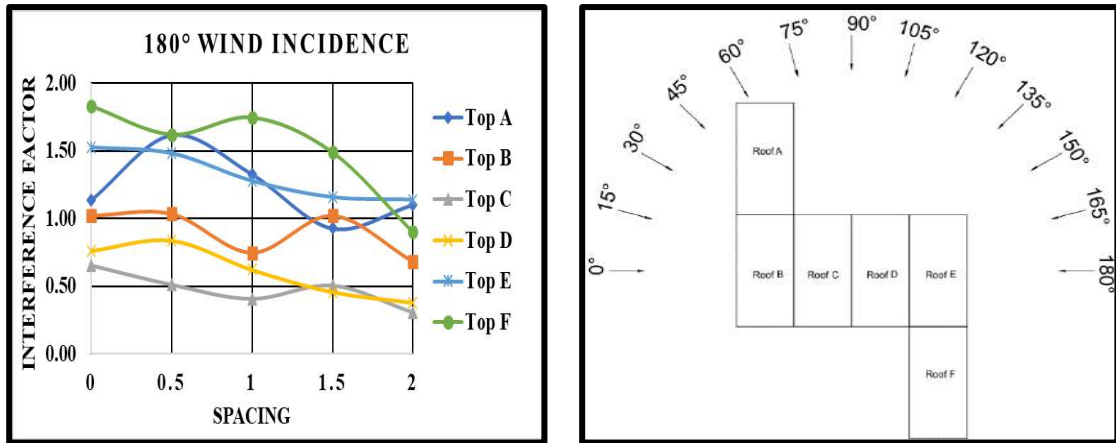 180° WIND INCIDENCE
INTERFERENCE FACTOR
2.00
1.50
1.00
0.50
0.00
0 0.5 1 1.5 2
SPACING
Top A
Top B
Top C
Top D
Top E
Top F
0°
15°
30°
45°
60°
75°
90°
105°
120°
135°
150°
165°
180°
Roof A
Roof B Roof C Roof D Roof E
Roof F